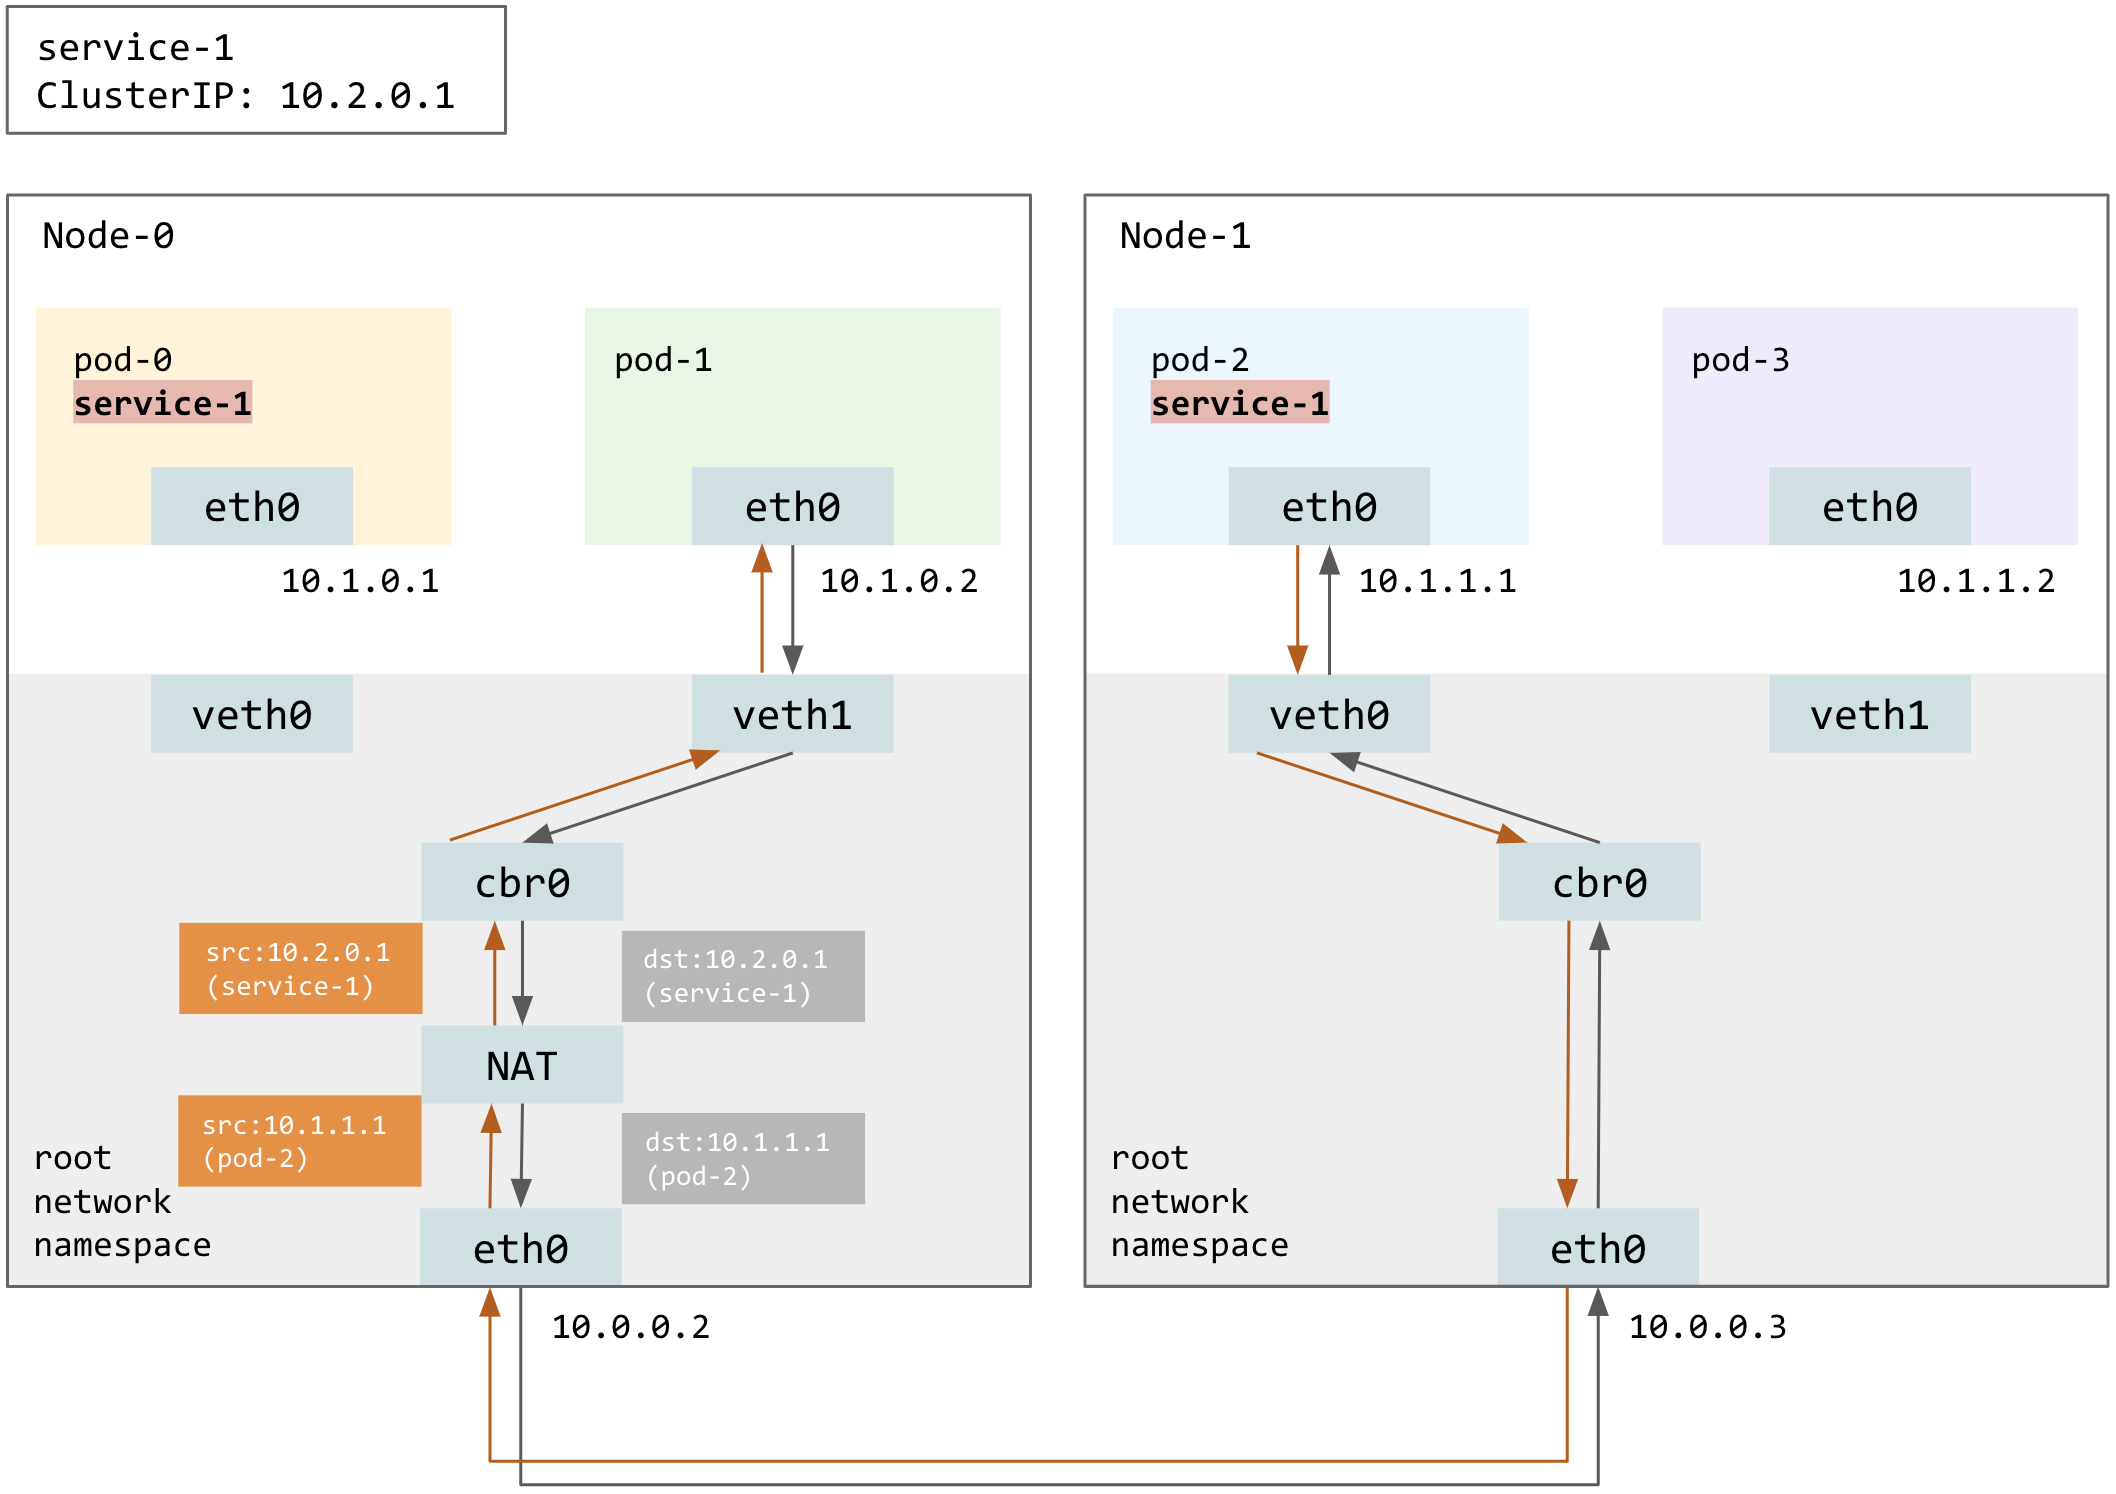 service-1
ClusterIP: 10.2.0.1
Node-0
pod-0
service-1
eth0
10.1.0.1
pod-1
eth0
10.1.0.2
veth0
veth1
cbr0
src:10.2.0.1
(service-1)
dst:10.2.0.1
(service-1)
NAT
src:10.1.1.1
(pod-2)
dst:10.1.1.1
(pod-2)
root
network
namespace
eth0
10.0.0.2
Node-1
pod-2
service-1
eth0
10.1.1.1
pod-3
eth0
10.1.1.2
veth0
veth1
cbr0
root
network
namespace
eth0
10.0.0.3